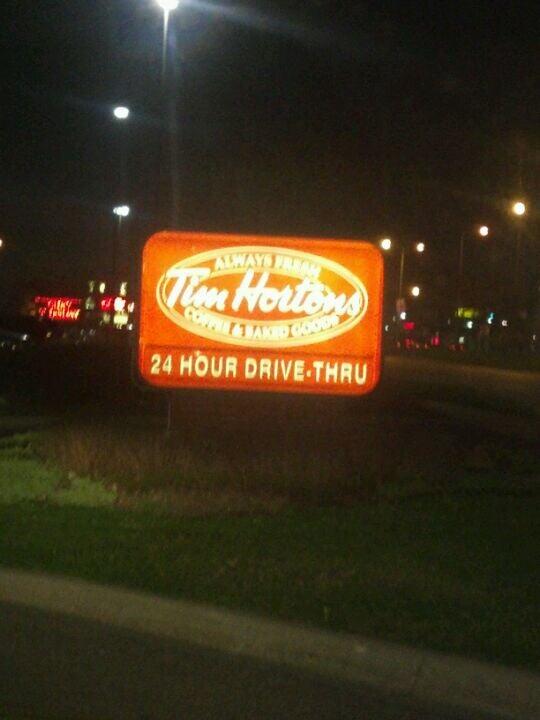 ALWAYS FRESH
Tim Hortons
COFFEE & BAKED GOODS
24 HOUR DRIVE-THRU